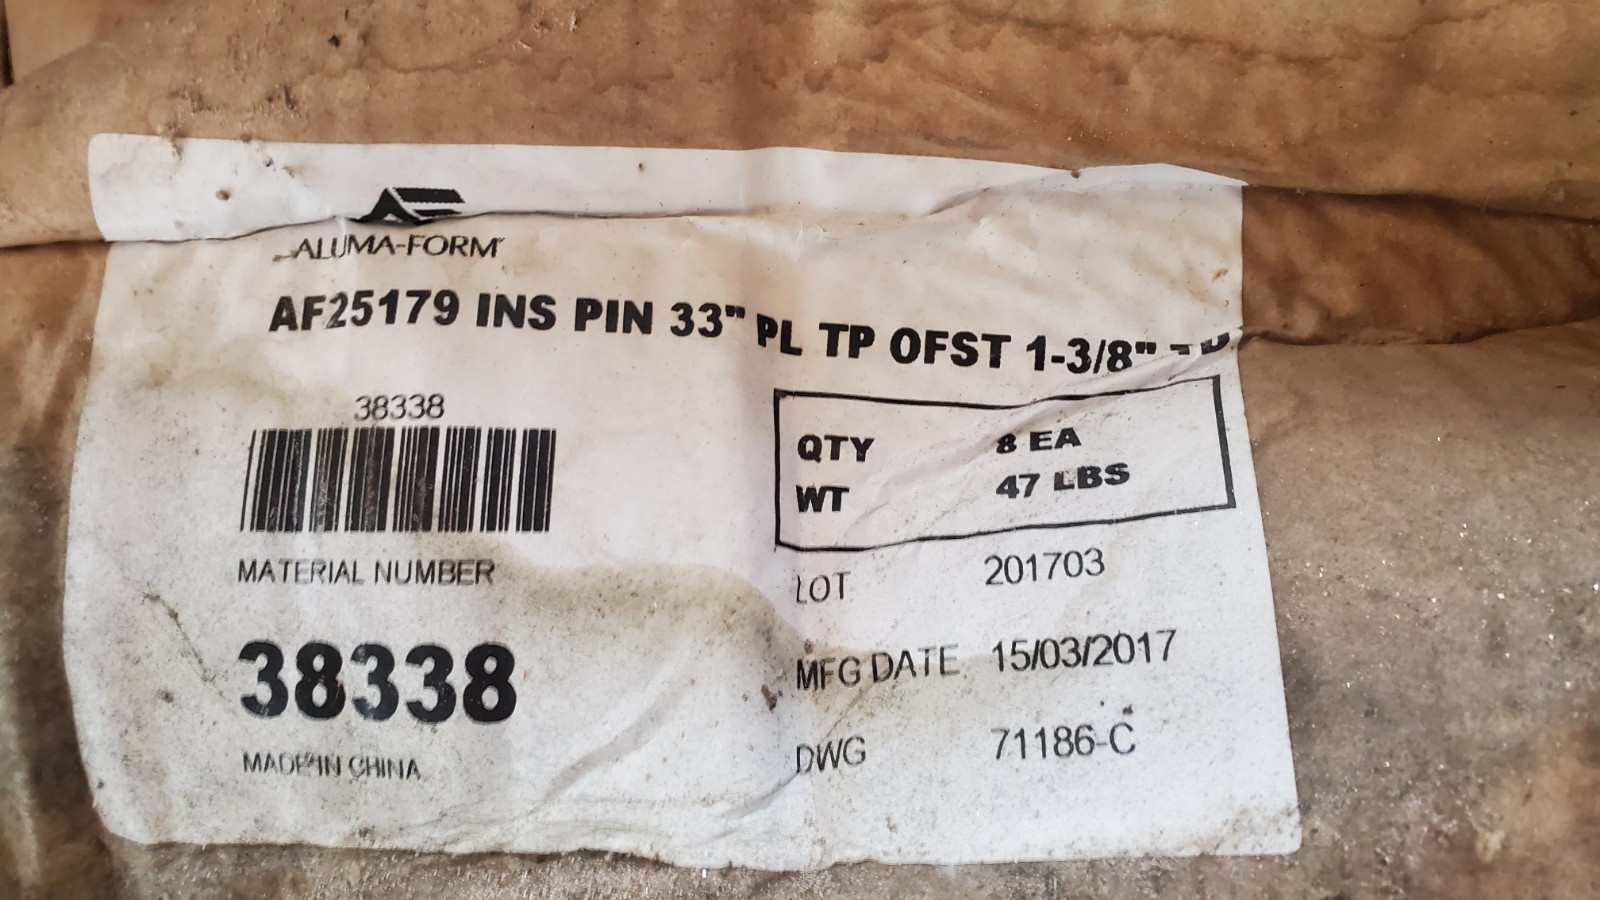 ALUMA-FORM
AF25179 INS PIN 33" PL TP OFST 1-3/8"
38338
QTY 8 EA
WT 47 LBS
MATERIAL NUMBER
LOT 201703
38338
MFG DATE 15/03/2017
DWG 71186-C
MADE IN CHINA